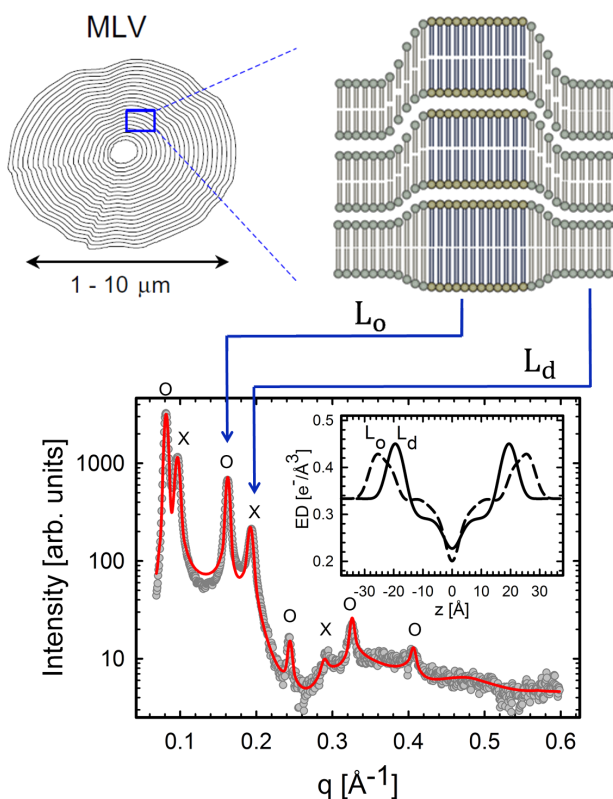 MLV
1 - 10 μm
Lo
Ld
O
X
O
X
O
X
O
O
Intensity [arb. units]
1000
100
10
0.1 0.2 0.3 0.4 0.5 0.6
q [Å-1]
ED [e-/Å3]
0.5
0.4
0.3
0.2
Lo Ld
-30 -20 -10 0 10 20 30
z [Å]